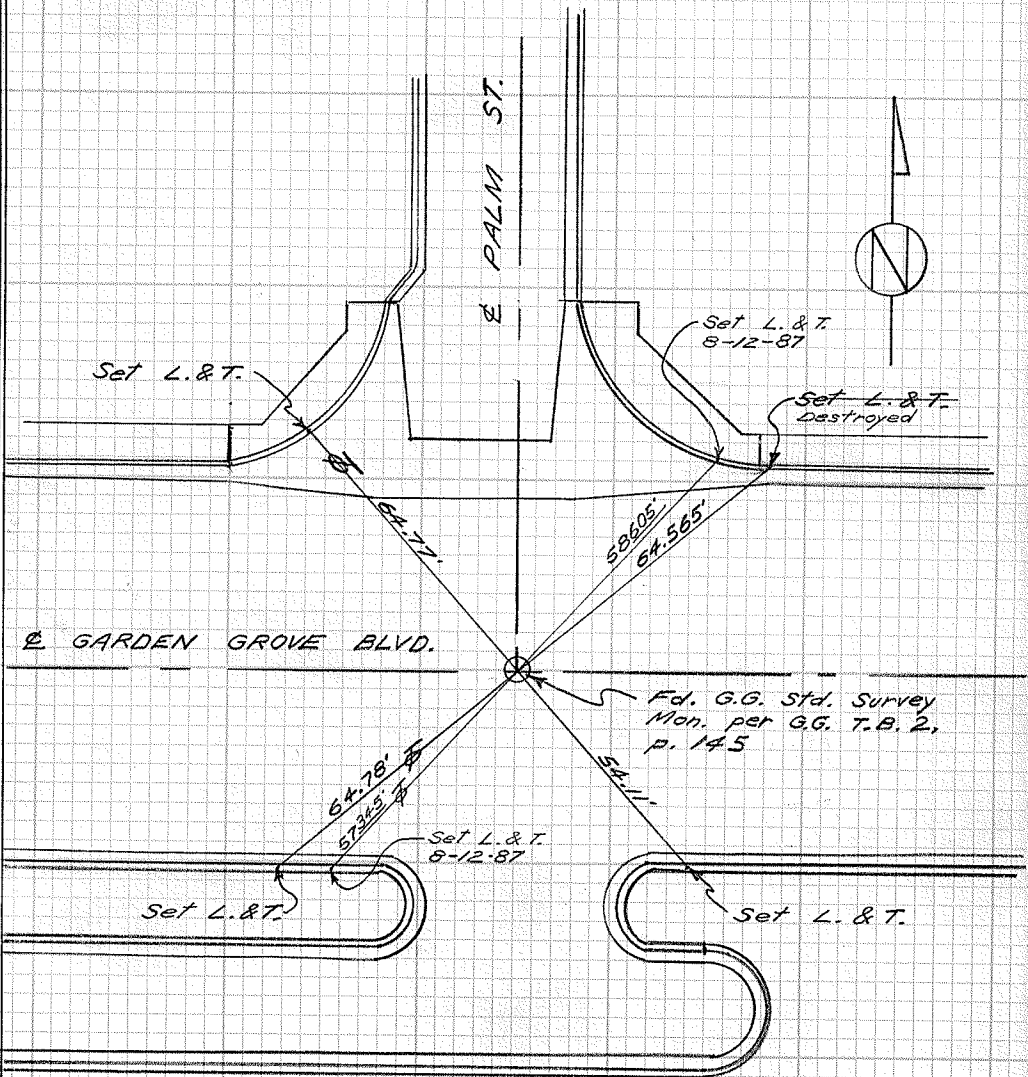 ℄ PALM ST.
N
Set L. & T.
8-12-87
Set L. & T.
Set L. & T.
Destroyed
64.77'
58.605'
64.565'
℄ GARDEN GROVE BLVD.
Fd. G.G. Std. Survey
Mon. per G.G. T.B. 2,
p. 145
64.78'
57.345'
54.11'
Set L. & T.
8-12-87
Set L. & T.
Set L. & T.